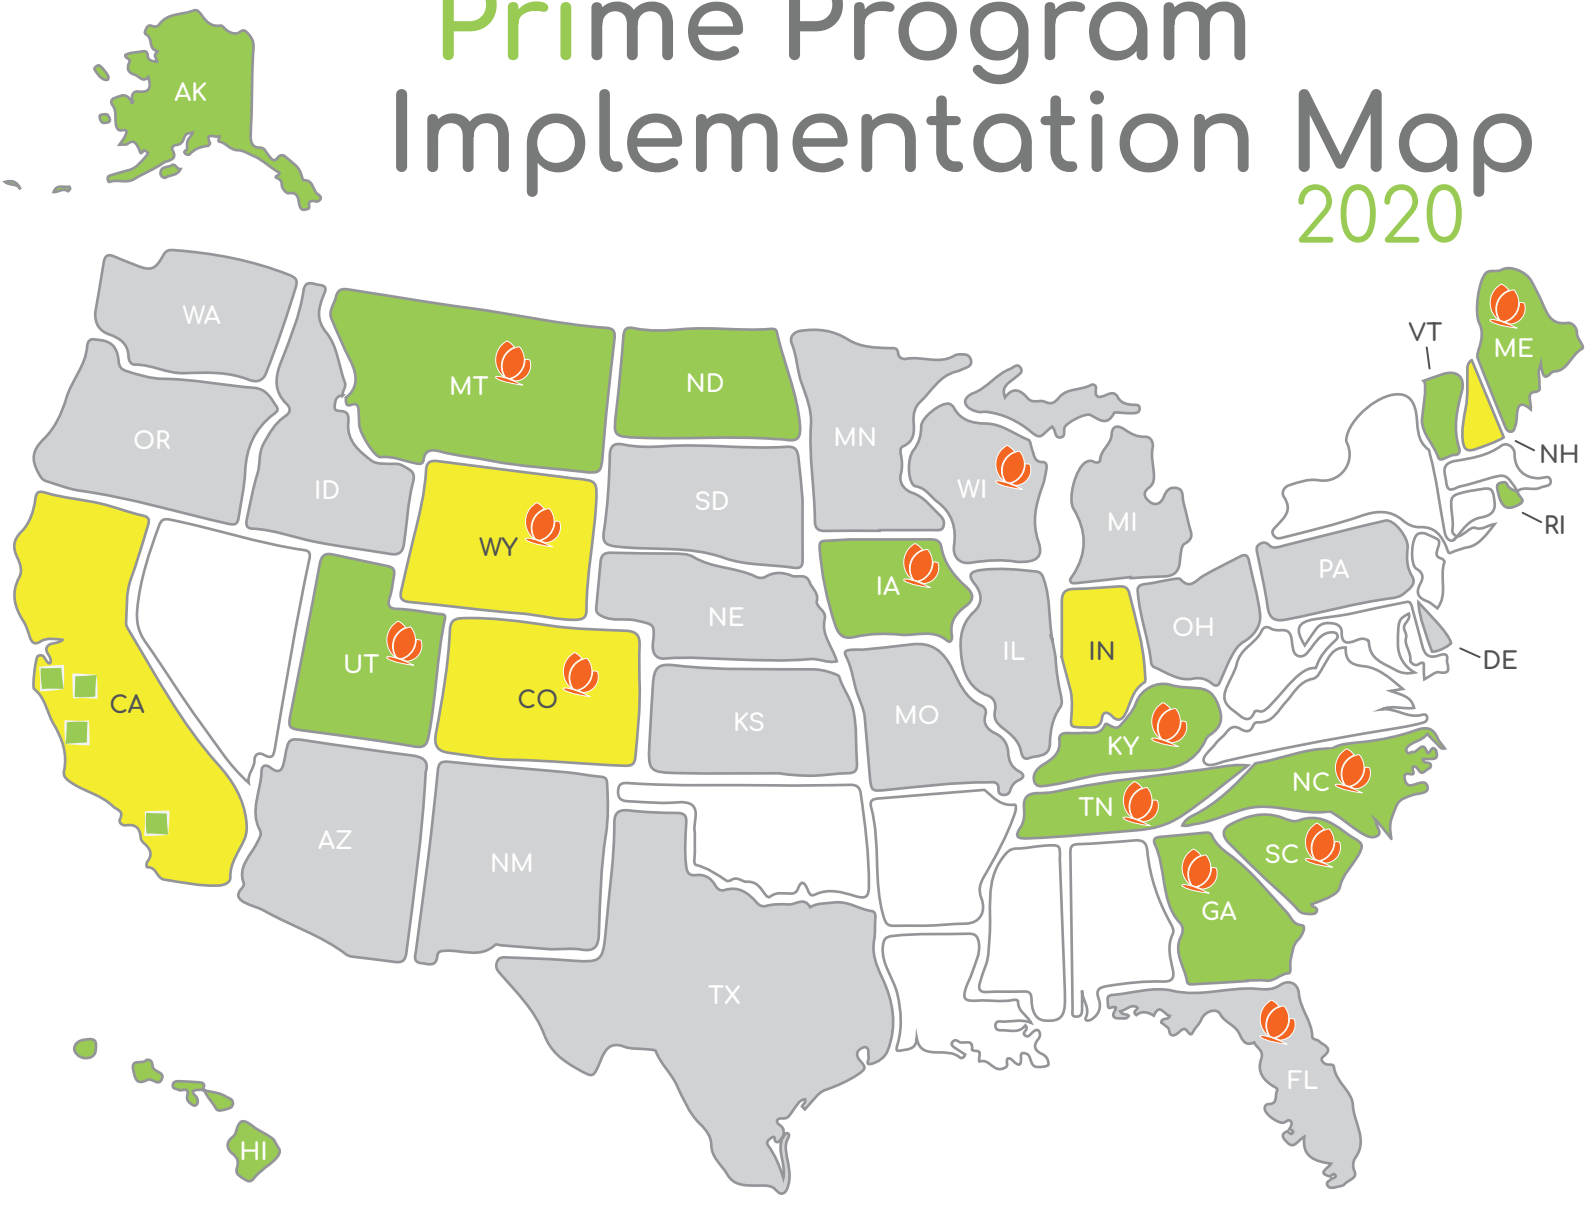 Prime Program
Implementation Map
2020
AK
WA
MT
ND
MN
VT
ME
OR
ID
SD
WI
MI
NH
RI
WY
UT
IA
PA
NE
OH
IL
IN
DE
CA
CO
KS
MO
KY
TN
NC
AZ
NM
SC
GA
TX
FL
HI